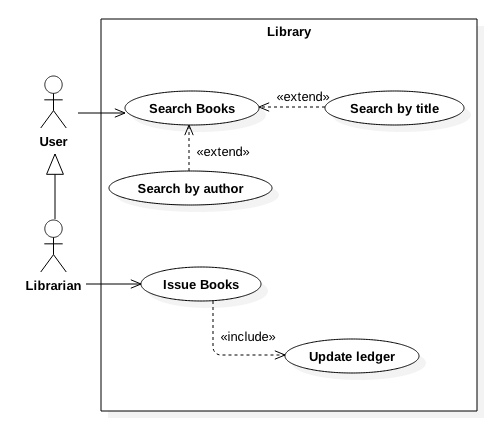 Library
Search Books
«extend»
Search by title
User
«extend»
Search by author
Librarian
Issue Books
«include»
Update ledger